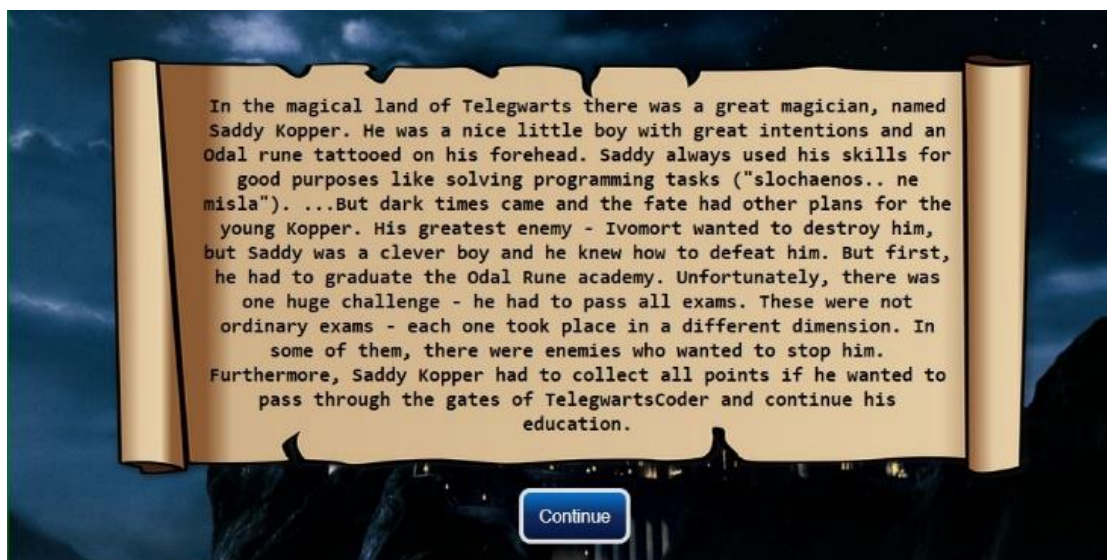 In the magical land of Telegwarts there was a great magician, named
Saddy Kopper. He was a nice little boy with great intentions and an
Odal rune tattooed on his forehead. Saddy always used his skills for
good purposes like solving programming tasks ("slochaenos.. ne
misla"). ...But dark times came and the fate had other plans for the
young Kopper. His greatest enemy - Ivomort wanted to destroy him,
but Saddy was a clever boy and he knew how to defeat him. But first,
he had to graduate the Odal Rune academy. Unfortunately, there was
one huge challenge - he had to pass all exams. These were not
ordinary exams - each one took place in a different dimension. In
some of them, there were enemies who wanted to stop him.
Furthermore, Saddy Kopper had to collect all points if he wanted to
pass through the gates of TelegwartsCoder and continue his
education.
Continue